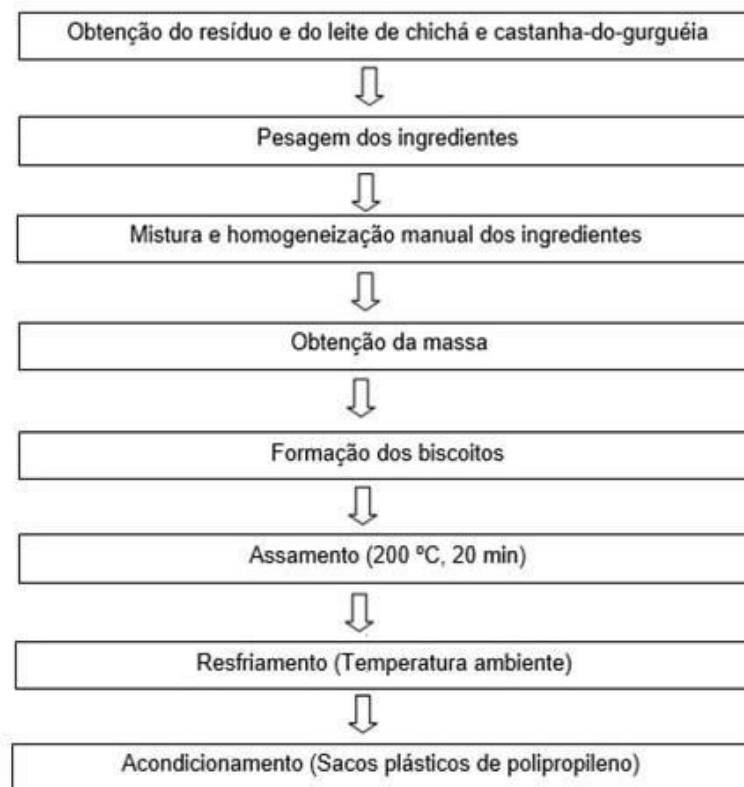 Obtenção do resíduo e do leite de chichá e castanha-do-gurguéia
Pesagem dos ingredientes
Mistura e homogeneização manual dos ingredientes
Obtenção da massa
Formação dos biscoitos
Assamento (200 ºC, 20 min)
Resfriamento (Temperatura ambiente)
Acondicionamento (Sacos plásticos de polipropileno)